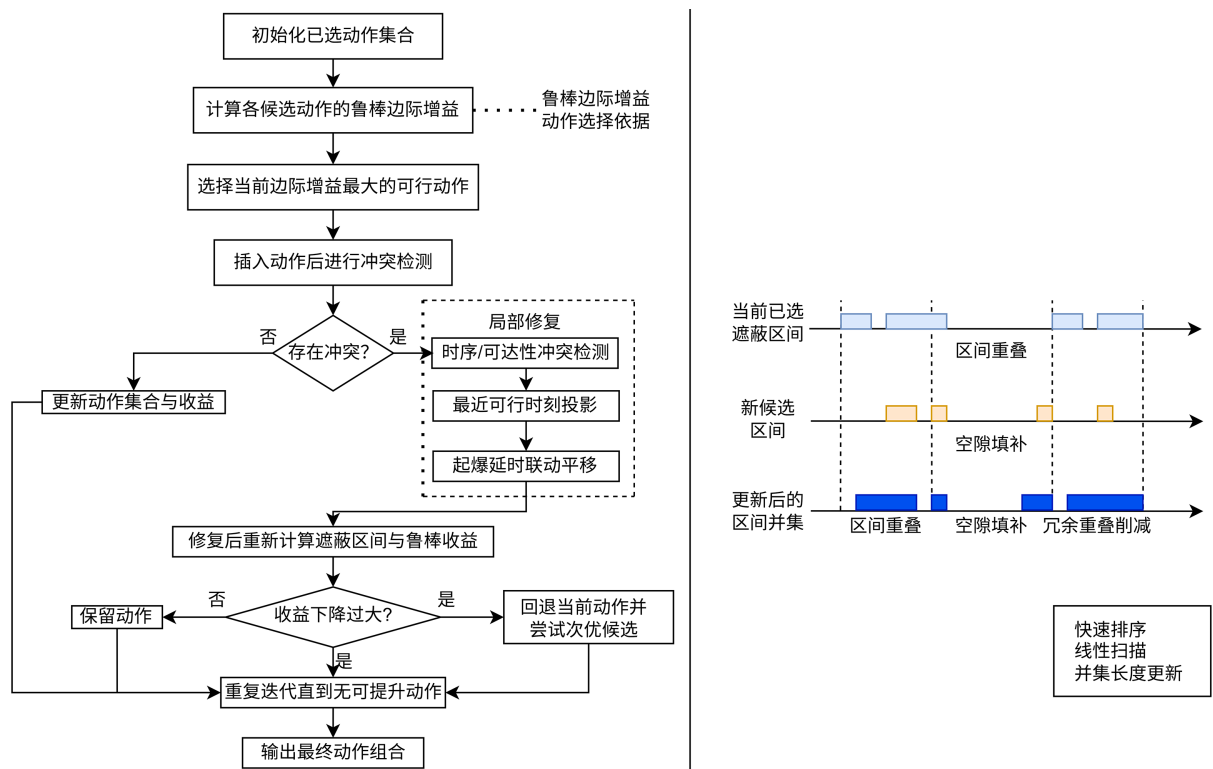 初始化已选动作集合
计算各候选动作的鲁棒边际增益
鲁棒边际增益
动作选择依据
选择当前边际增益最大的可行动作
插入动作后进行冲突检测
存在冲突？
否
是
更新动作集合与收益
局部修复
时序/可达性冲突检测
最近可行时刻投影
起爆延时联动平移
修复后重新计算遮蔽区间与鲁棒收益
收益下降过大？
否
是
是
保留动作
回退当前动作并
尝试次优候选
重复迭代直到无可提升动作
输出最终动作组合
当前已选
遮蔽区间
区间重叠
新候选
区间
空隙填补
更新后的
区间并集
区间重叠
空隙填补
冗余重叠削减
快速排序
线性扫描
并集长度更新